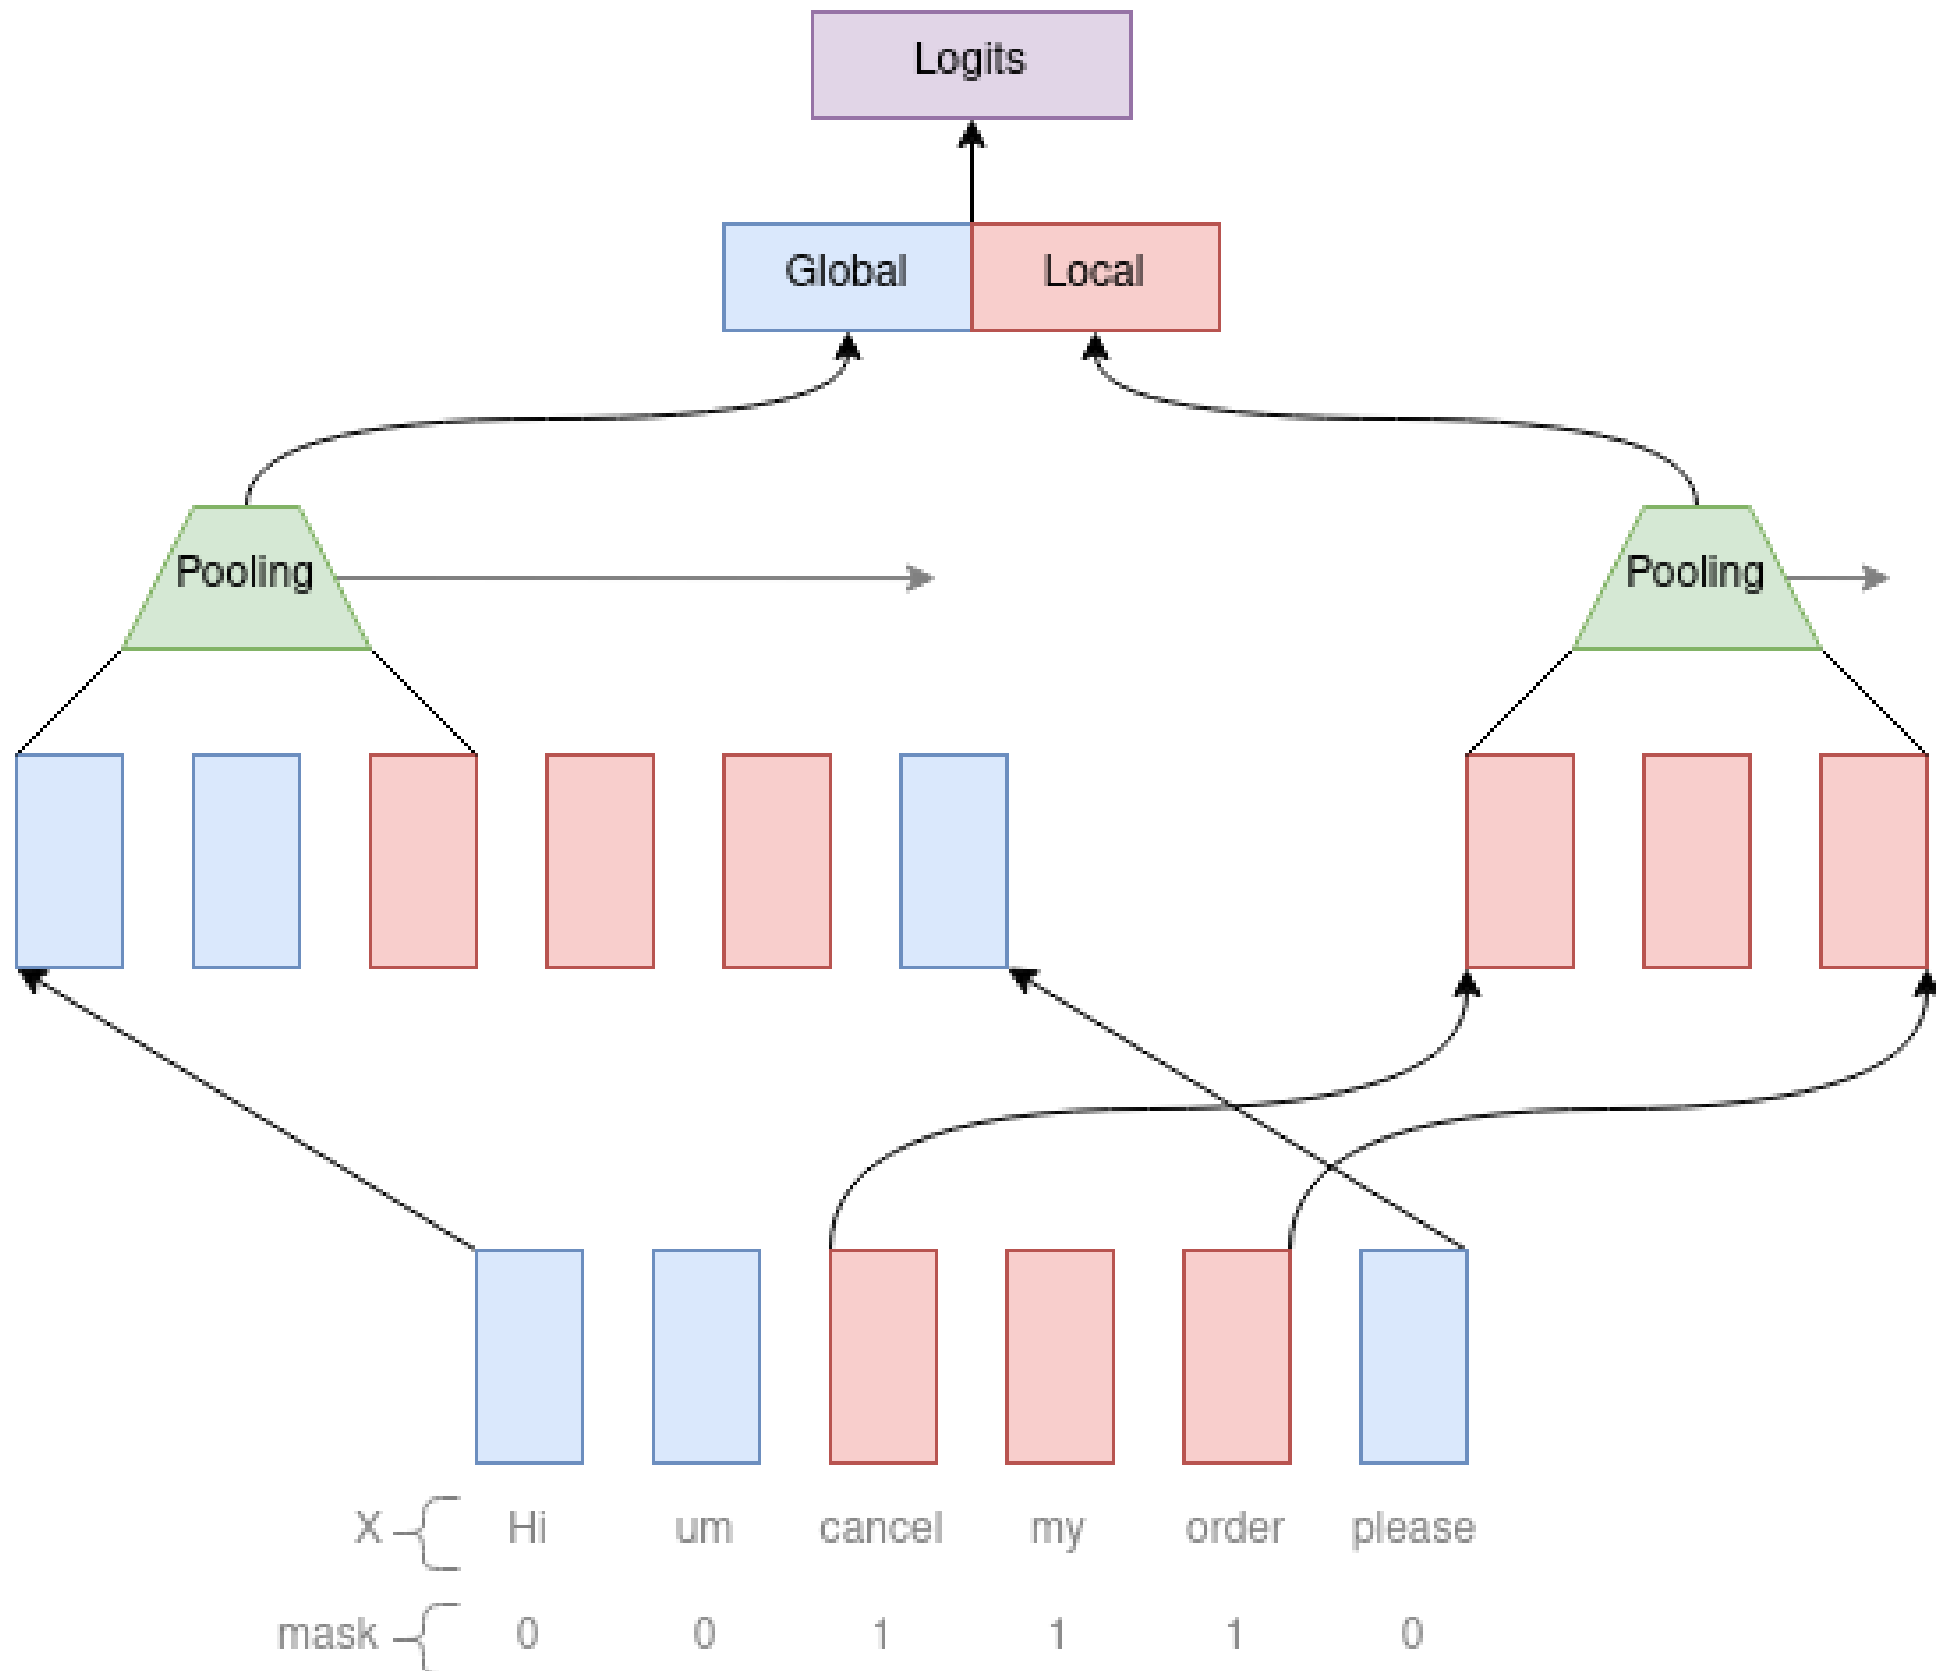 Logits
Global Local
Pooling Pooling
X Hi um cancel my order please
mask 0 0 1 1 1 0